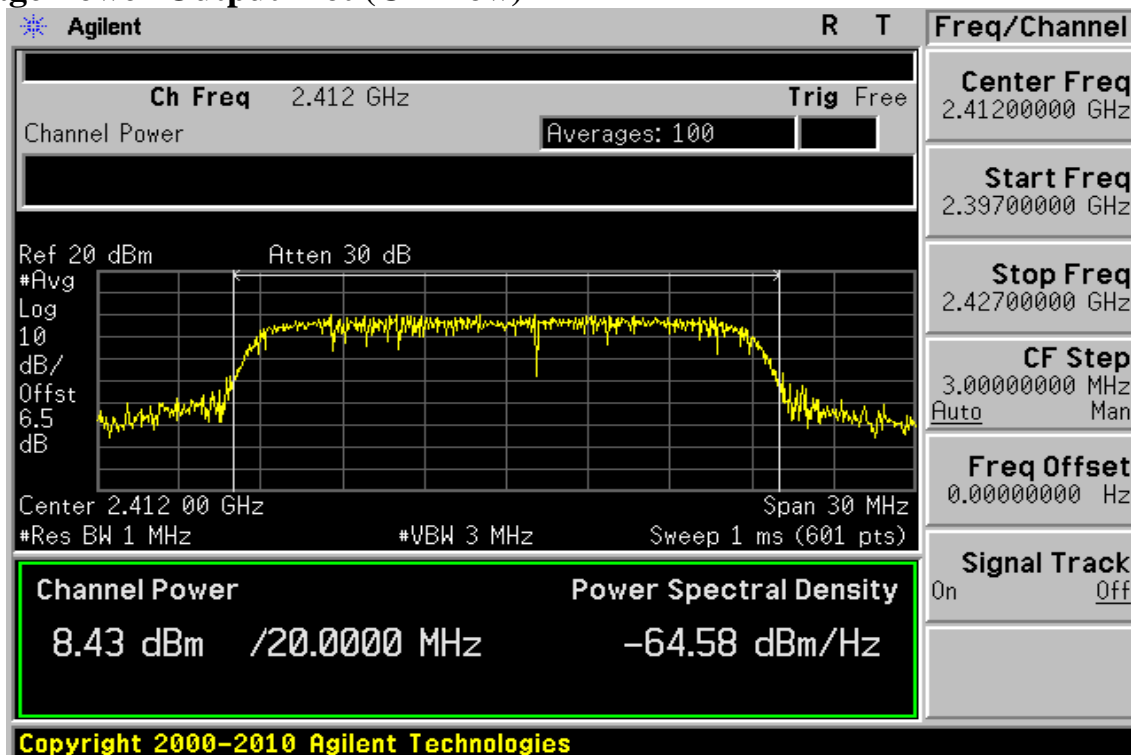 Agilent R T
Freq/Channel
Ch Freq 2.412 GHz Trig Free
Channel Power Averages: 100
Center Freq
2.41200000 GHz
Start Freq
2.39700000 GHz
Stop Freq
2.42700000 GHz
CF Step
3.00000000 MHz
Auto Man
Freq Offset
0.00000000 Hz
Signal Track
On Off
Ref 20 dBm Atten 30 dB
#Avg
Log
10
dB/
Offst
6.5
dB
Center 2.412 00 GHz Span 30 MHz
#Res BW 1 MHz #VBW 3 MHz Sweep 1 ms (601 pts)
Channel Power Power Spectral Density
8.43 dBm /20.0000 MHz -64.58 dBm/Hz
Copyright 2000-2010 Agilent Technologies